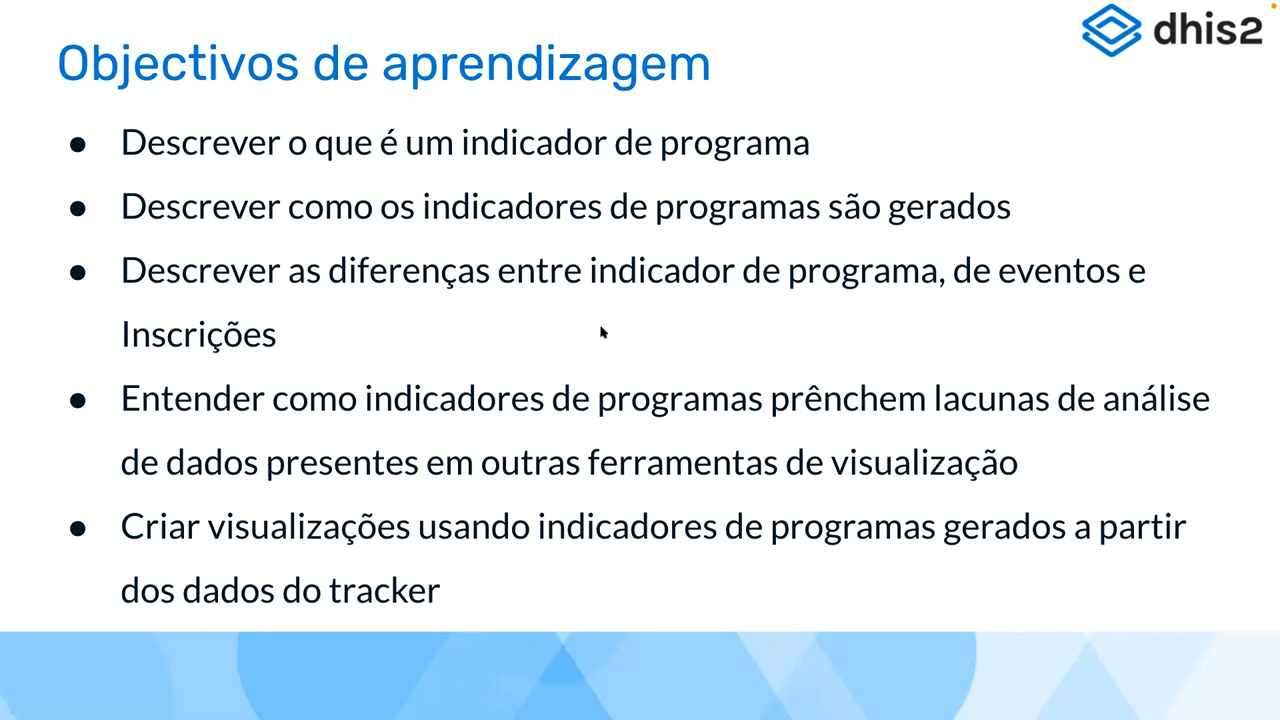 dhis2
Objectivos de aprendizagem
● Descrever o que é um indicador de programa
● Descrever como os indicadores de programas são gerados
● Descrever as diferenças entre indicador de programa, de eventos e
Inscrições
● Entender como indicadores de programas prênchem lacunas de análise
de dados presentes em outras ferramentas de visualização
● Criar visualizações usando indicadores de programas gerados a partir
dos dados do tracker